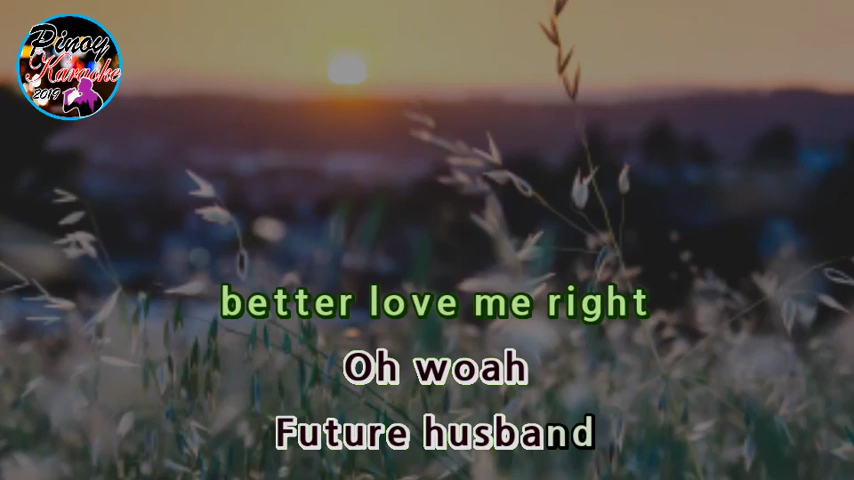 Pinoy
Karaoke
2019
better love me right
Oh woah
Future husband